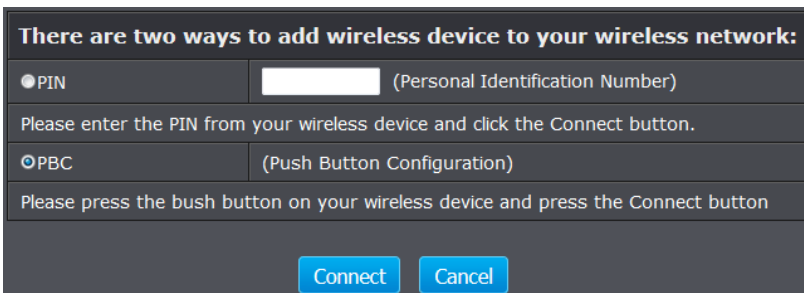 There are two ways to add wireless device to your wireless network:
PIN (Personal Identification Number)
Please enter the PIN from your wireless device and click the Connect button.
PBC (Push Button Configuration)
Please press the bush button on your wireless device and press the Connect button
Connect Cancel